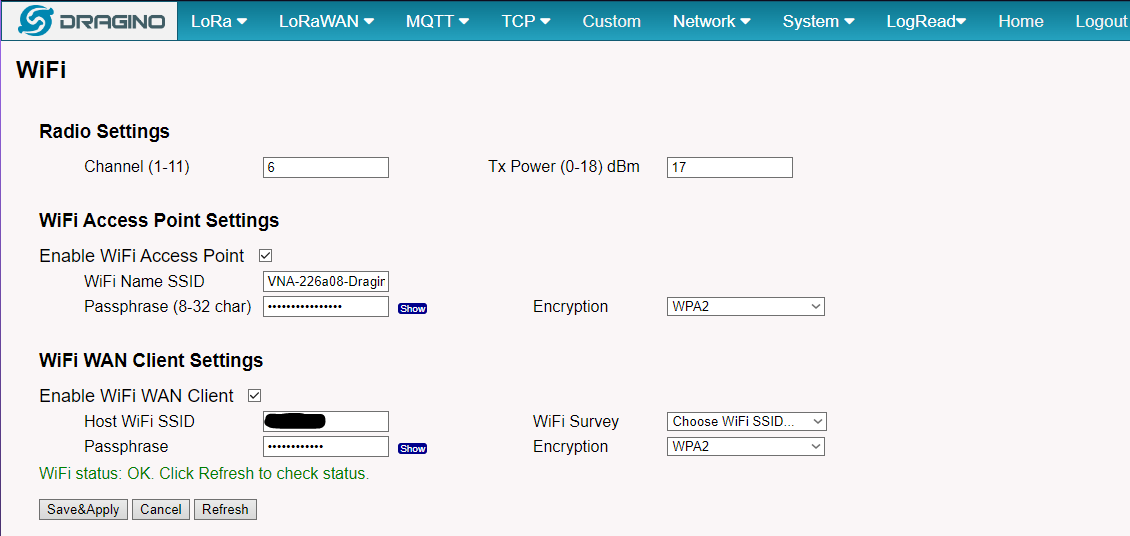 DRAGINO LoRa LoRaWAN MQTT TCP Custom Network System LogRead Home Logout
WiFi
Radio Settings
Channel (1-11) 6 Tx Power (0-18) dBm 17
WiFi Access Point Settings
Enable WiFi Access Point
WiFi Name SSID VNA-226a08-Dragir
Passphrase (8-32 char) •••••••••••••••• Show Encryption WPA2
WiFi WAN Client Settings
Enable WiFi WAN Client
Host WiFi SSID WiFi Survey Choose WiFi SSID...
Passphrase •••••••••••• Show Encryption WPA2
WiFi status: OK. Click Refresh to check status.
Save&Apply Cancel Refresh